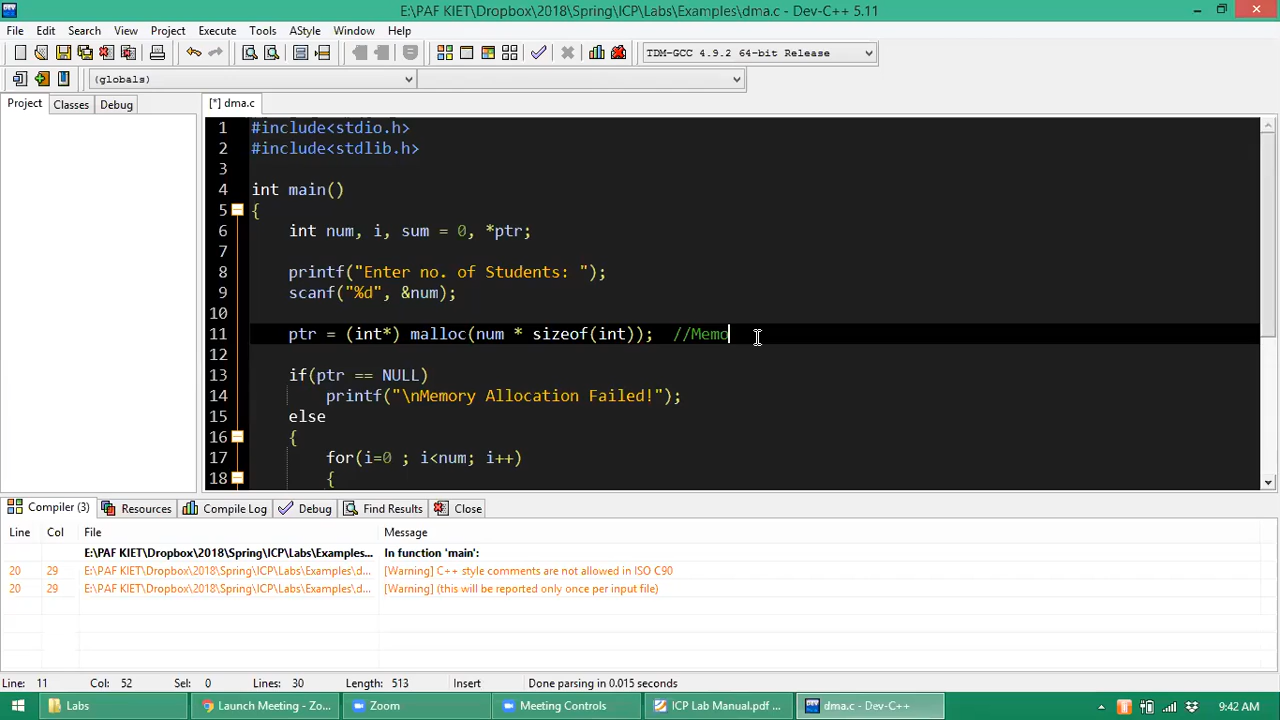 E:\PAF KIET\Dropbox\2018\Spring\ICP\Labs\Examples\dma.c - Dev-C++ 5.11
File Edit Search View Project Execute Tools AStyle Window Help
TDM-GCC 4.9.2 64-bit Release
(globals)
Project Classes Debug
[*] dma.c
1 #include<stdio.h>
2 #include<stdlib.h>
3
4 int main()
5 {
6 int num, i, sum = 0, *ptr;
7
8 printf("Enter no. of Students: ");
9 scanf("%d", &num);
10
11 ptr = (int*) malloc(num * sizeof(int)); //Memo
12
13 if(ptr == NULL)
14 printf("\nMemory Allocation Failed!");
15 else
16 {
17 for(i=0 ; i<num; i++)
18 {
Compiler (3) Resources Compile Log Debug Find Results Close
Line Col File Message
E:\PAF KIET\Dropbox\2018\Spring\ICP\Labs\Examples... In function 'main':
20 29 E:\PAF KIET\Dropbox\2018\Spring\ICP\Labs\Examples\d... [Warning] C++ style comments are not allowed in ISO C90
20 29 E:\PAF KIET\Dropbox\2018\Spring\ICP\Labs\Examples\d... [Warning] (this will be reported only once per input file)
Line: 11 Col: 52 Sel: 0 Lines: 30 Length: 513 Insert Done parsing in 0.015 seconds
Labs Launch Meeting - Zo... Zoom Meeting Controls ICP Lab Manual.pdf ... dma.c - Dev-C++ 9:42 AM